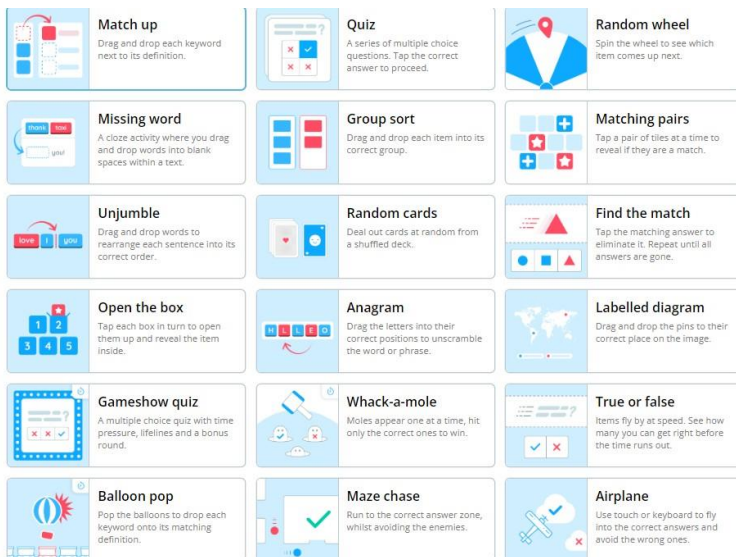 Match up
Drag and drop each keyword
next to its definition.
Quiz
A series of multiple choice
questions. Tap the correct
answer to proceed.
Random wheel
Spin the wheel to see which
item comes up next.
thank you
you!
Missing word
A cloze activity where you drag
and drop words into blank
spaces within a text.
Group sort
Drag and drop each item into its
correct group.
Matching pairs
Tap a pair of tiles at a time to
reveal if they are a match.
love I you
Unjumble
Drag and drop words to
rearrange each sentence into its
correct order.
Random cards
Deal out cards at random from
a shuffled deck.
Find the match
Tap the matching answer to
eliminate it. Repeat until all
answers are gone.
1 2
3 4 5
Open the box
Tap each box in turn to open
them up and reveal the item
inside.
H L L E O
Anagram
Drag the letters into their
correct positions to unscramble
the word or phrase.
Labelled diagram
Drag and drop the pins to their
correct place on the image.
?
Gameshow quiz
A multiple choice quiz with time
pressure, lifelines and a bonus
round.
Whack-a-mole
Moles appear one at a time, hit
only the correct ones to win.
?
True or false
Items fly by at speed. See how
many you can get right before
the time runs out.
Balloon pop
Pop the balloons to drop each
keyword onto its matching
definition.
Maze chase
Run to the correct answer zone,
whilst avoiding the enemies.
Airplane
Use touch or keyboard to fly
into the correct answers and
avoid the wrong ones.